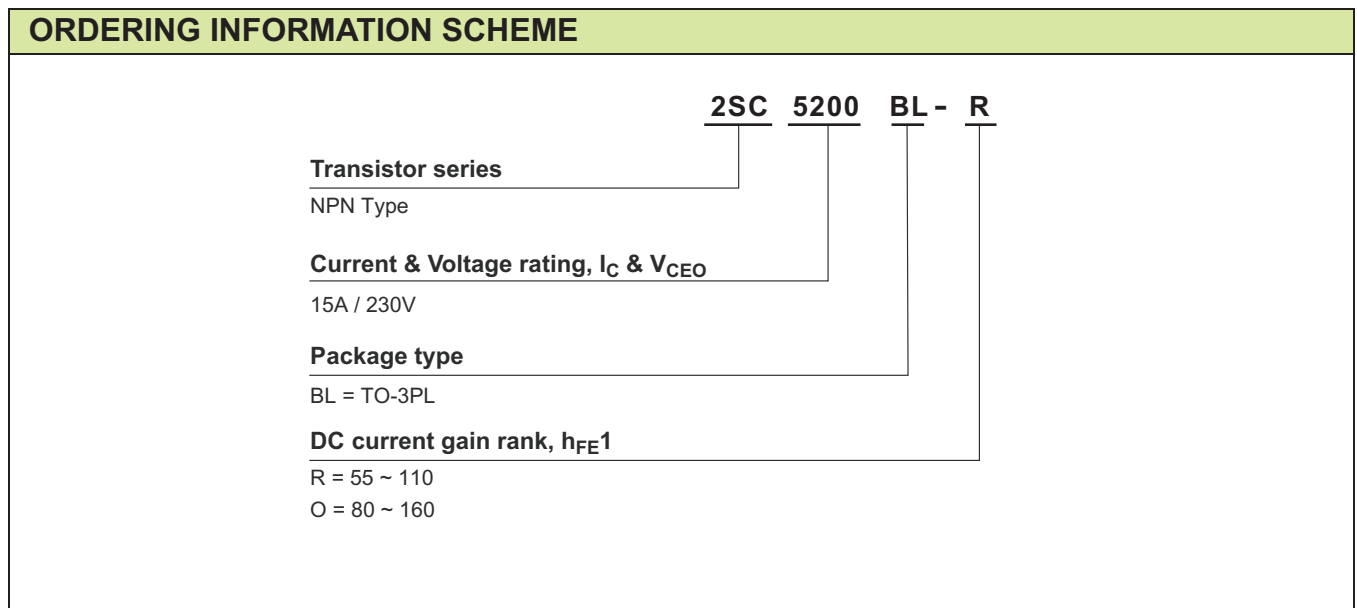 ORDERING INFORMATION SCHEME
2SC 5200 BL - R
Transistor series
NPN Type
Current & Voltage rating, IC & VCEO
15A / 230V
Package type
BL = TO-3PL
DC current gain rank, hFE1
R = 55 ~ 110
O = 80 ~ 160